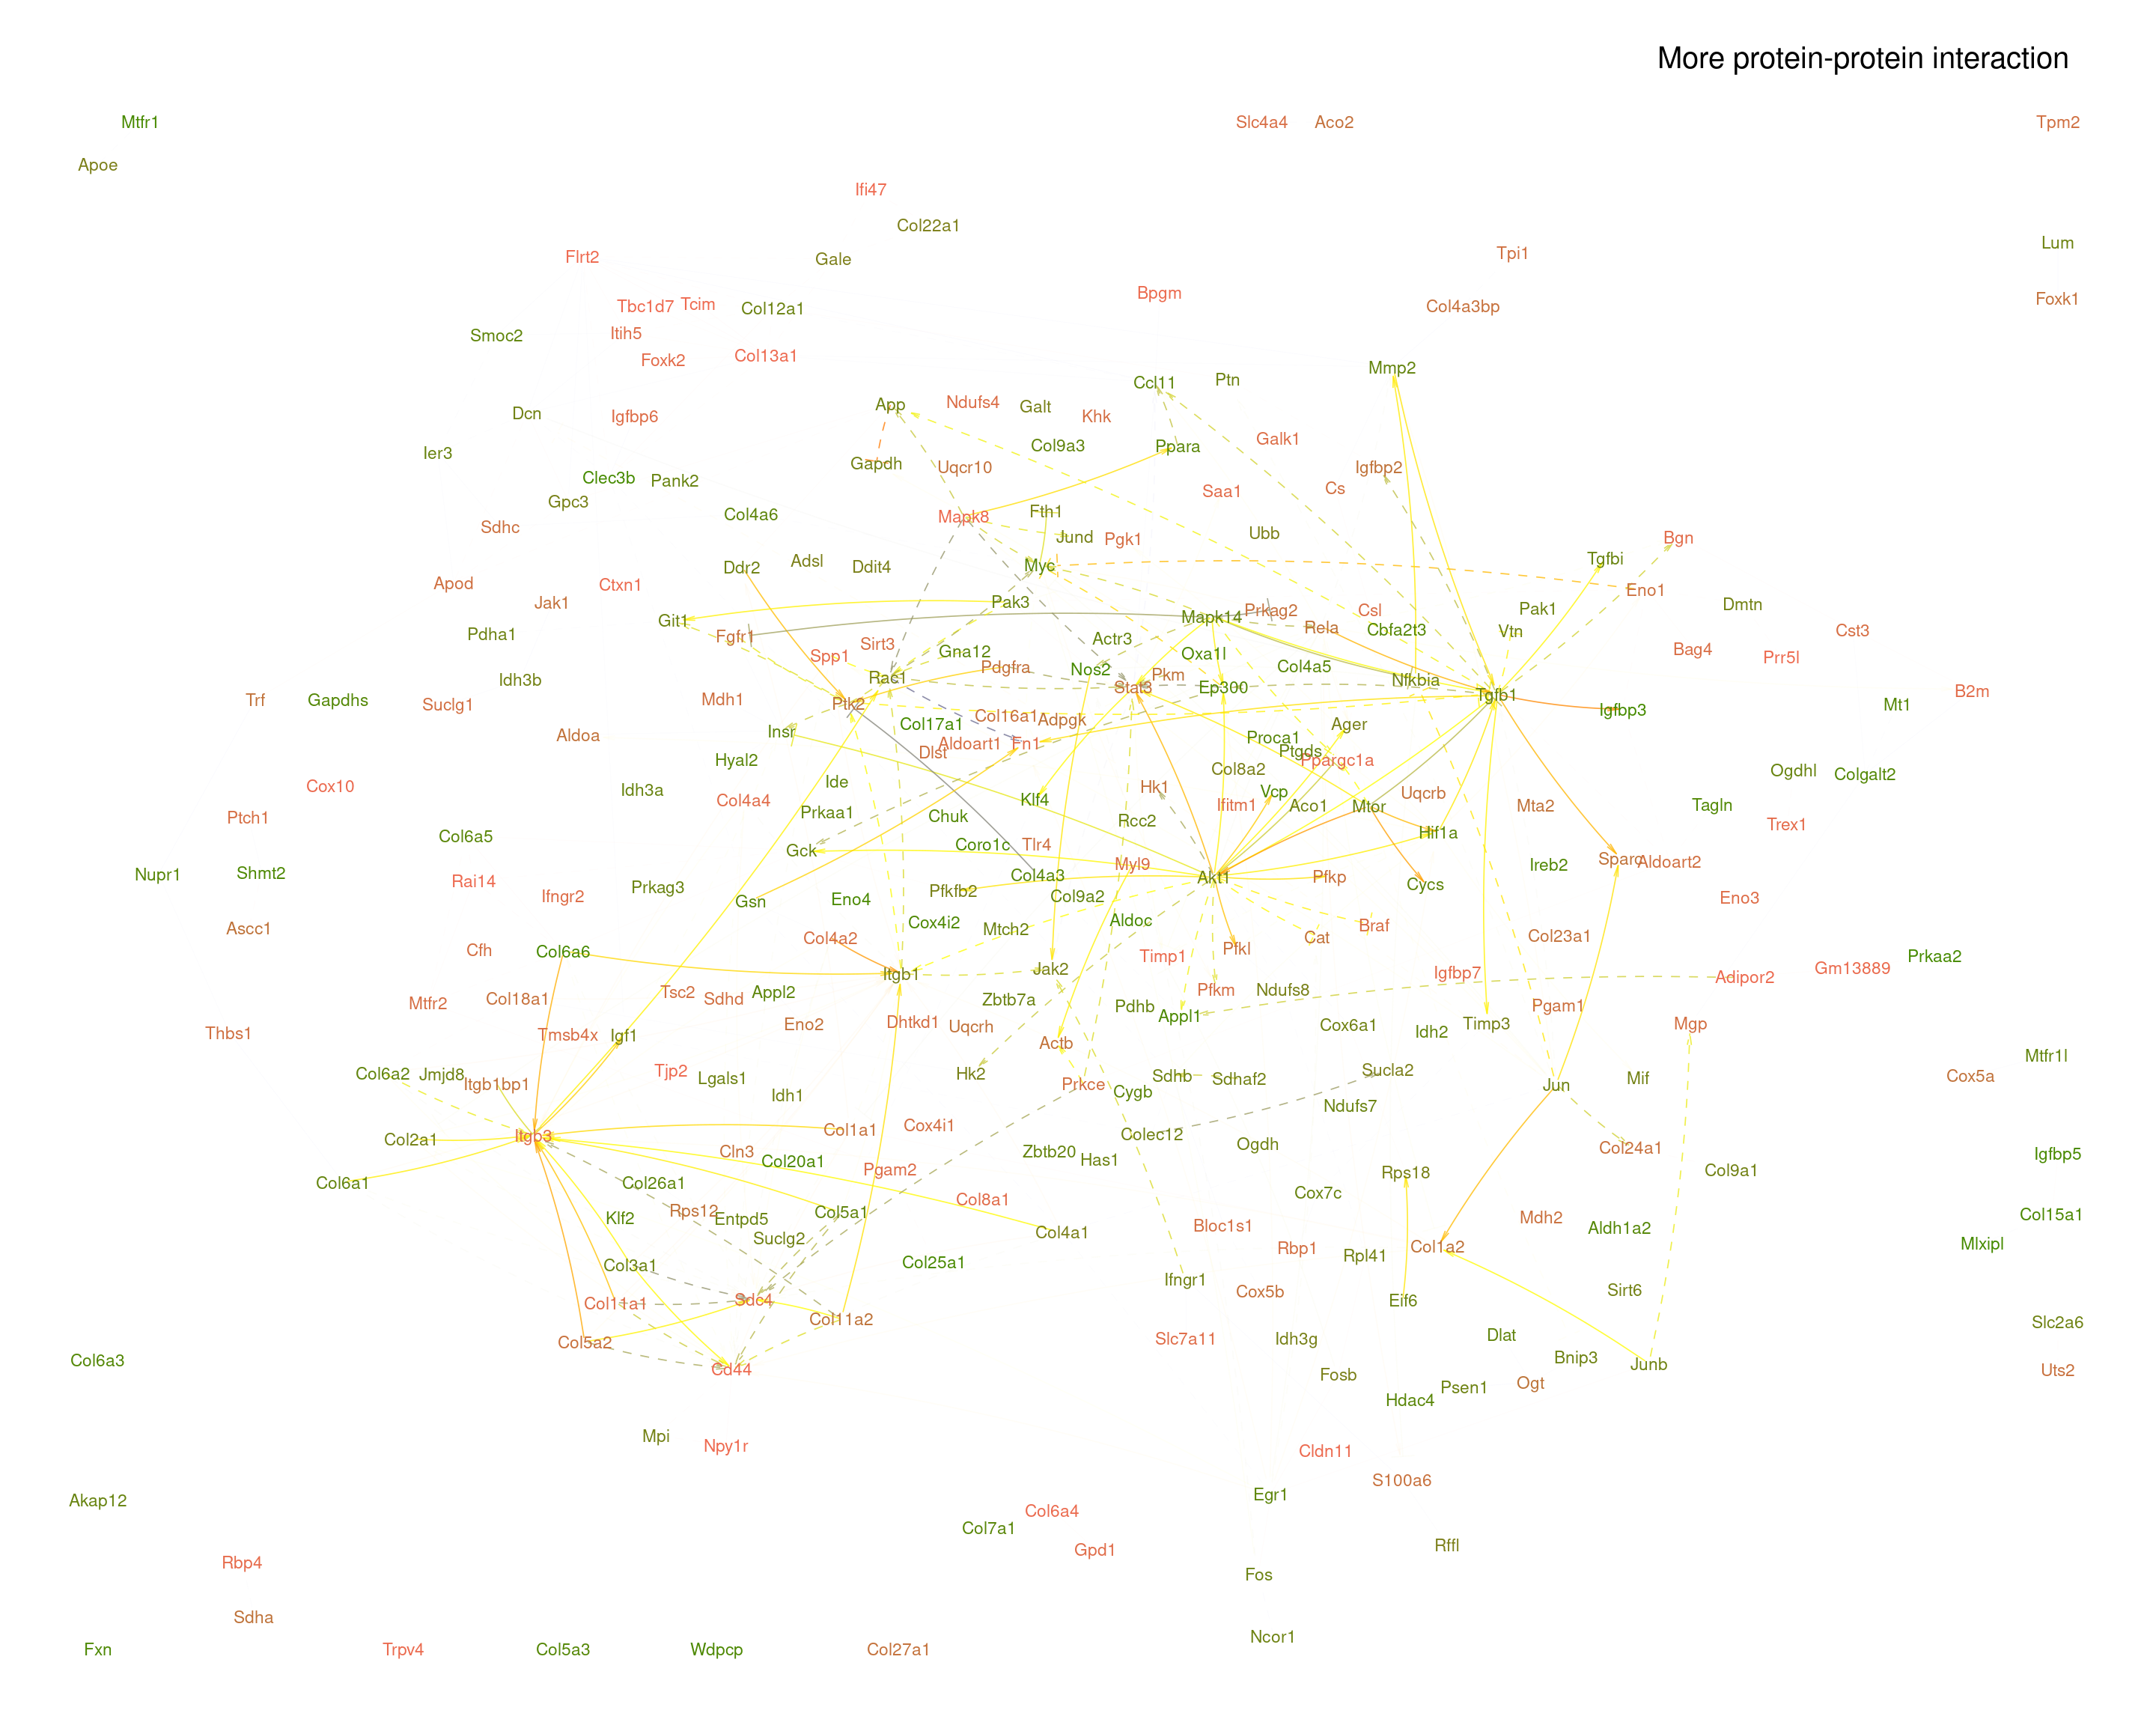 More protein-protein interaction
Mtfr1
Slc4a4
Aco2
Tpm2
Apoe
Ifi47
Col22a1
Lum
Flrt2
Gale
Tpi1
Bpgm
Foxk1
Tbc1d7
Tcim
Col12a1
Col4a3bp
Smoc2
Itih5
Foxk2
Col13a1
Mmp2
Ccl11
Ptn
App
Ndufs4
Galt
Dcn
Igfbp6
Khk
Galk1
Ier3
Col9a3
Ppara
Gapdh
Uqcr10
Igfbp2
Clec3b
Pank2
Saa1
Cs
Gpc3
Col4a6
Mapk8
Fth1
Sdhc
Jund
Pgk1
Ubb
Bgn
Ddr2
Adsl
Ddit4
Myc
Tgfbi
Apod
Ctxn1
Eno1
Jak1
Pak3
Prkag2
Csl
Pak1
Dmtn
Git1
Mapk14
Pdha1
Fgfr1
Rela
Cbfa2t3
Vtn
Cst3
Sirt3
Actr3
Spp1
Gna12
Oxa1l
Bag4
Prr5l
Idh3b
Rac1
Pdgfra
Nos2
Pkm
Col4a5
Nfkbia
Stat3
Ep300
Tgfb1
B2m
Trf
Gapdhs
Suclg1
Mdh1
Ptk2
Igfbp3
Mt1
Col17a1
Col16a1
Adpgk
Ager
Aldoa
Insr
Aldoart1
Fn1
Proca1
Dlst
Ptgds
Hyal2
Ppargc1a
Col8a2
Ogdhl
Colgalt2
Cox10
Idh3a
Ide
Hk1
Vcp
Uqcrb
Col4a4
Klf4
Ifitm1
Aco1
Mtor
Mta2
Tagln
Ptch1
Prkaa1
Chuk
Rcc2
Trex1
Col6a5
Hif1a
Gck
Coro1c
Tlr4
Sparc
Aldoart2
Nupr1
Shmt2
Myl9
Ireb2
Rai14
Col4a3
Akt1
Pfkp
Cycs
Ifngr2
Prkag3
Pfkfb2
Col9a2
Eno3
Gsn
Eno4
Ascc1
Cox4i2
Mtch2
Aldoc
Braf
Cfh
Col6a6
Col4a2
Pfkl
Cat
Col23a1
Timp1
Prkaa2
Itgb1
Jak2
Igfbp7
Adipor2
Gm13889
Mtfr2
Col18a1
Tsc2
Sdhd
Appl2
Zbtb7a
Pfkm
Ndufs8
Pdhb
Pgam1
Thbs1
Tmsb4x
Igf1
Eno2
Dhtkd1
Uqcrh
Appl1
Cox6a1
Idh2
Timp3
Mgp
Actb
Mtfr1l
Col6a2
Jmjd8
Itgb1bp1
Tjp2
Lgals1
Hk2
Prkce
Sdhb
Sdhaf2
Sucla2
Jun
Mif
Cox5a
Idh1
Cygb
Ndufs7
Col2a1
Itgb3
Col1a1
Cox4i1
Colec12
Cln3
Zbtb20
Ogdh
Col24a1
Igfbp5
Col20a1
Has1
Pgam2
Col9a1
Col6a1
Col26a1
Rps18
Cox7c
Rps12
Col8a1
Klf2
Entpd5
Col5a1
Mdh2
Col15a1
Suclg2
Col4a1
Bloc1s1
Aldh1a2
Rbp1
Col1a2
Mlxipl
Col3a1
Col25a1
Rpl41
Ifngr1
Col11a1
Sdc4
Cox5b
Eif6
Sirt6
Col11a2
Slc2a6
Col5a2
Slc7a11
Idh3g
Dlat
Col6a3
Cd44
Fosb
Bnip3
Junb
Uts2
Psen1
Ogt
Hdac4
Mpi
Npy1r
Cldn11
S100a6
Akap12
Egr1
Col6a4
Col7a1
Gpd1
Rffl
Rbp4
Fos
Sdha
Ncor1
Fxn
Trpv4
Col5a3
Wdpcp
Col27a1